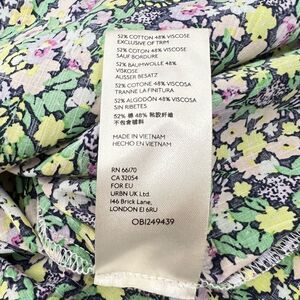 52% COTTON 48% VISCOSE
EXCLUSIVE OF TRIM
52% COTON 48% VISCOSE
SAUF BORDURE
52% BAUMWOLLE 48%
VISKOSE
AUSSER BESATZ
52% COTONE 48% VISCOSA
TRANNE LA FINITURA
52% ALGODÓN 48% VISCOSA
SIN RIBETES
52% 棉 48% 粘胶纤维
不包含辅料
MADE IN VIETNAM
HECHO EN VIETNAM
RN 66170
CA 32054
FOR EU
URBN UK Ltd.
146 Brick Lane,
LONDON E1 6RU
OB1249439